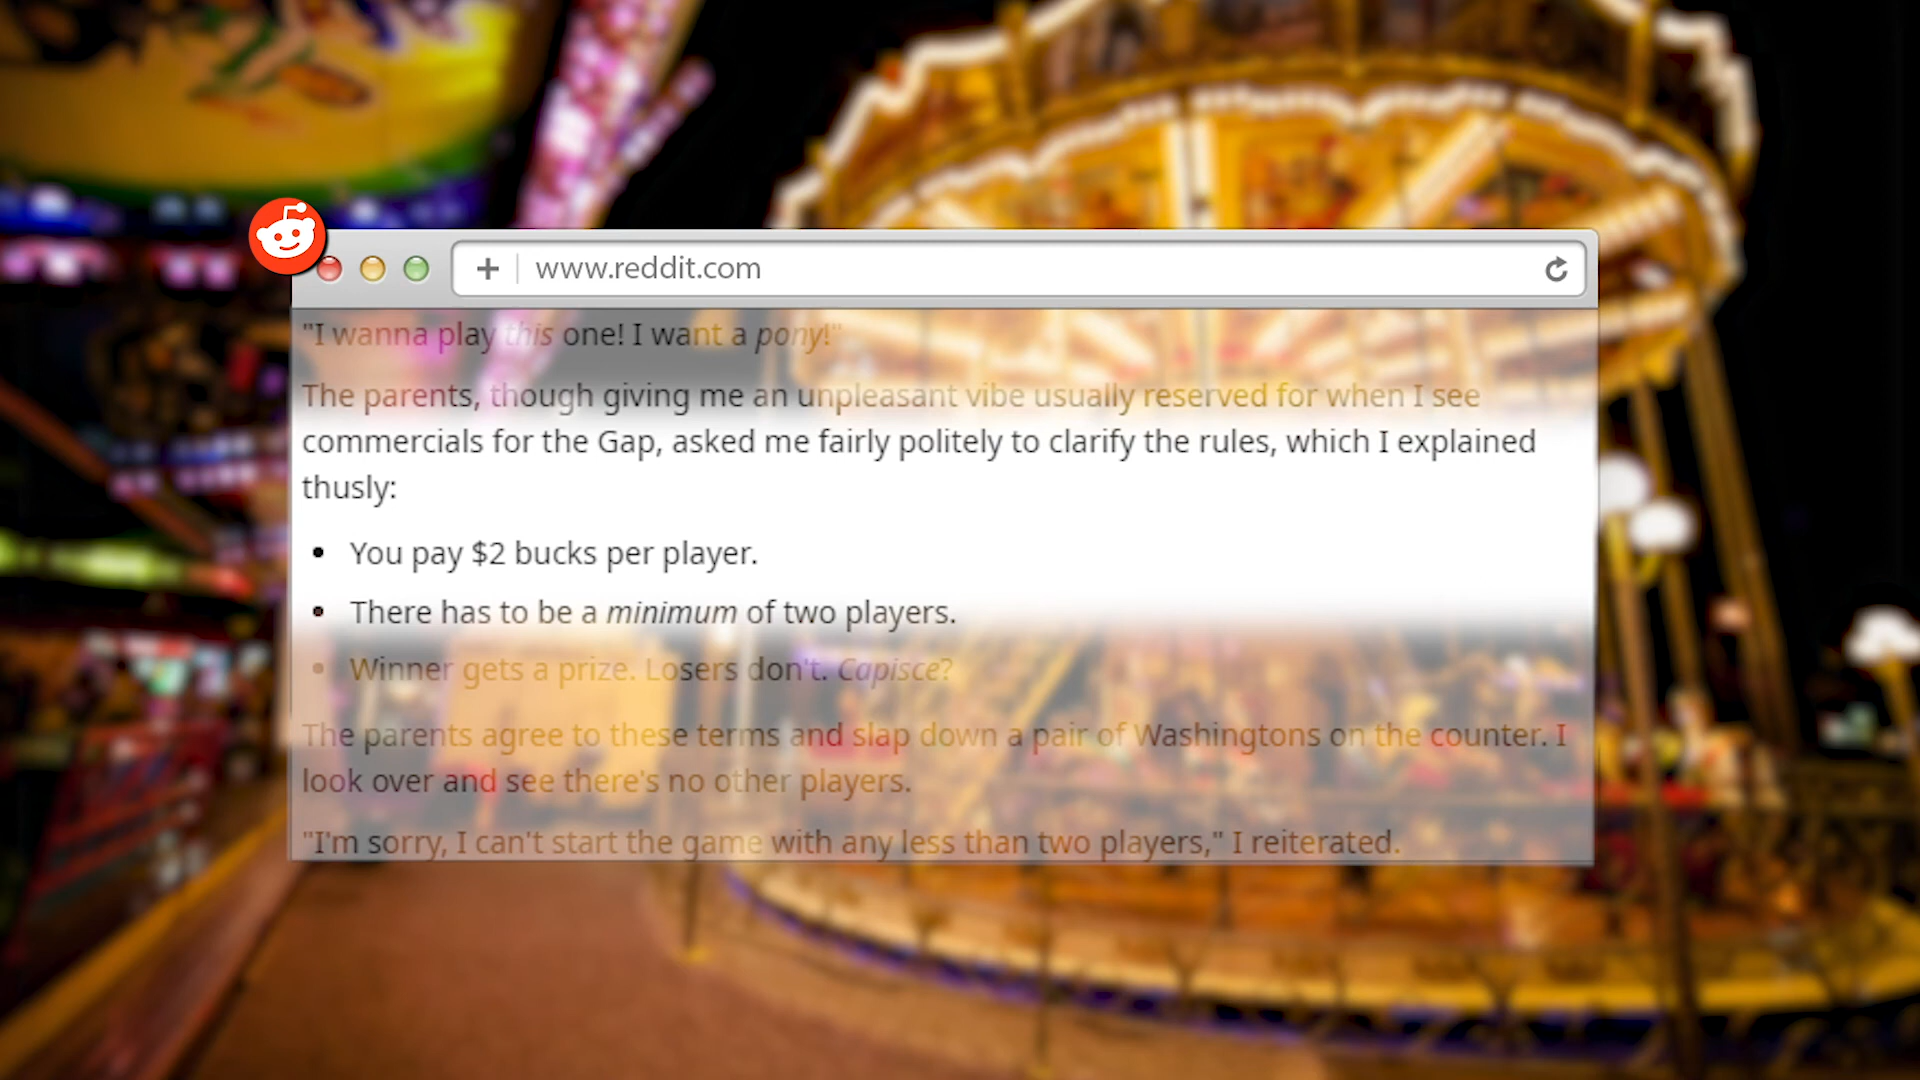 www.reddit.com
"I wanna play this one! I want a pony!"
The parents, though giving me an unpleasant vibe usually reserved for when I see
commercials for the Gap, asked me fairly politely to clarify the rules, which I explained
thusly:
• You pay $2 bucks per player.
• There has to be a minimum of two players.
• Winner gets a prize. Losers don't. Capisce?
The parents agree to these terms and slap down a pair of Washingtons on the counter. I
look over and see there's no other players.
"I'm sorry, I can't start the game with any less than two players," I reiterated.